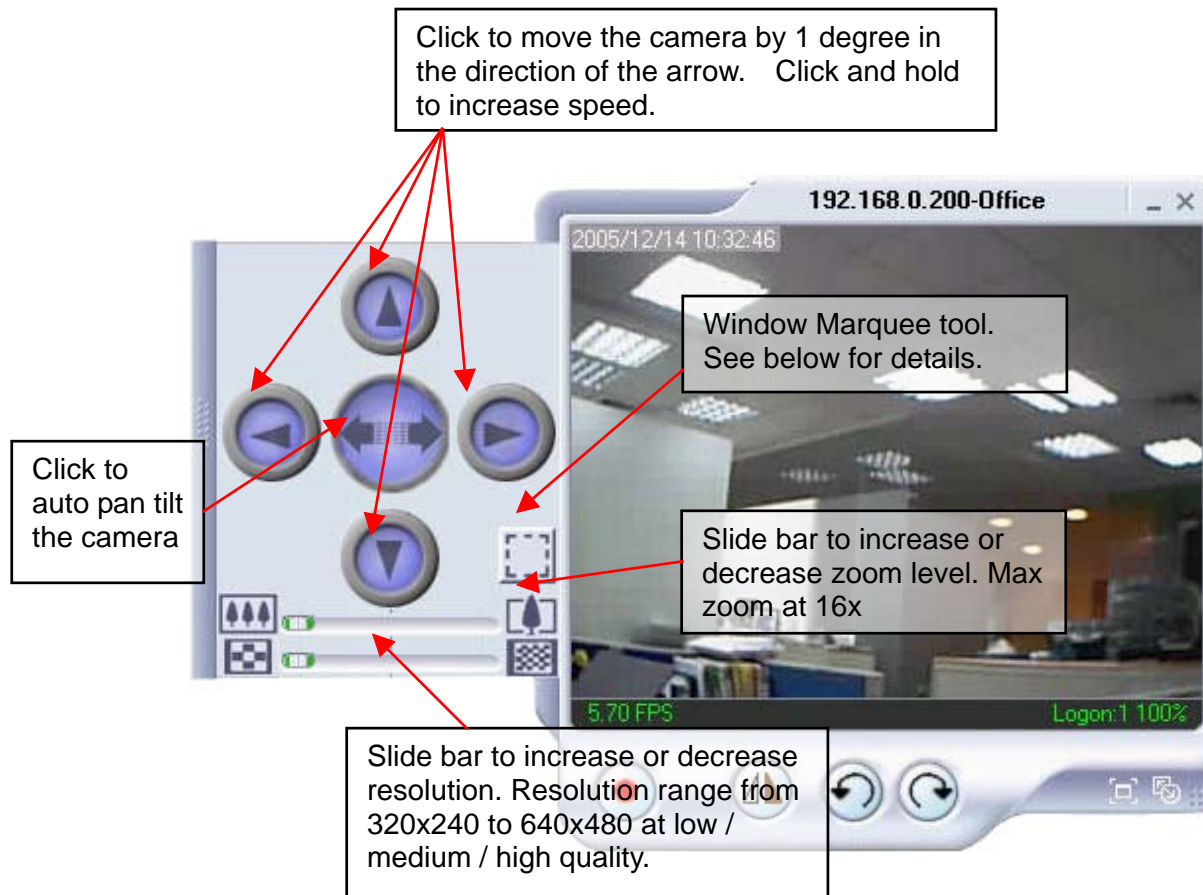 Click to move the camera by 1 degree in
the direction of the arrow. Click and hold
to increase speed.
192.168.0.200-Office
2005/12/14 10:32:46
Window Marquee tool.
See below for details.
Click to
auto pan tilt
the camera
Slide bar to increase or
decrease zoom level. Max
zoom at 16x
5.70 FPS
Logon:1 100%
Slide bar to increase or decrease
resolution. Resolution range from
320x240 to 640x480 at low /
medium / high quality.